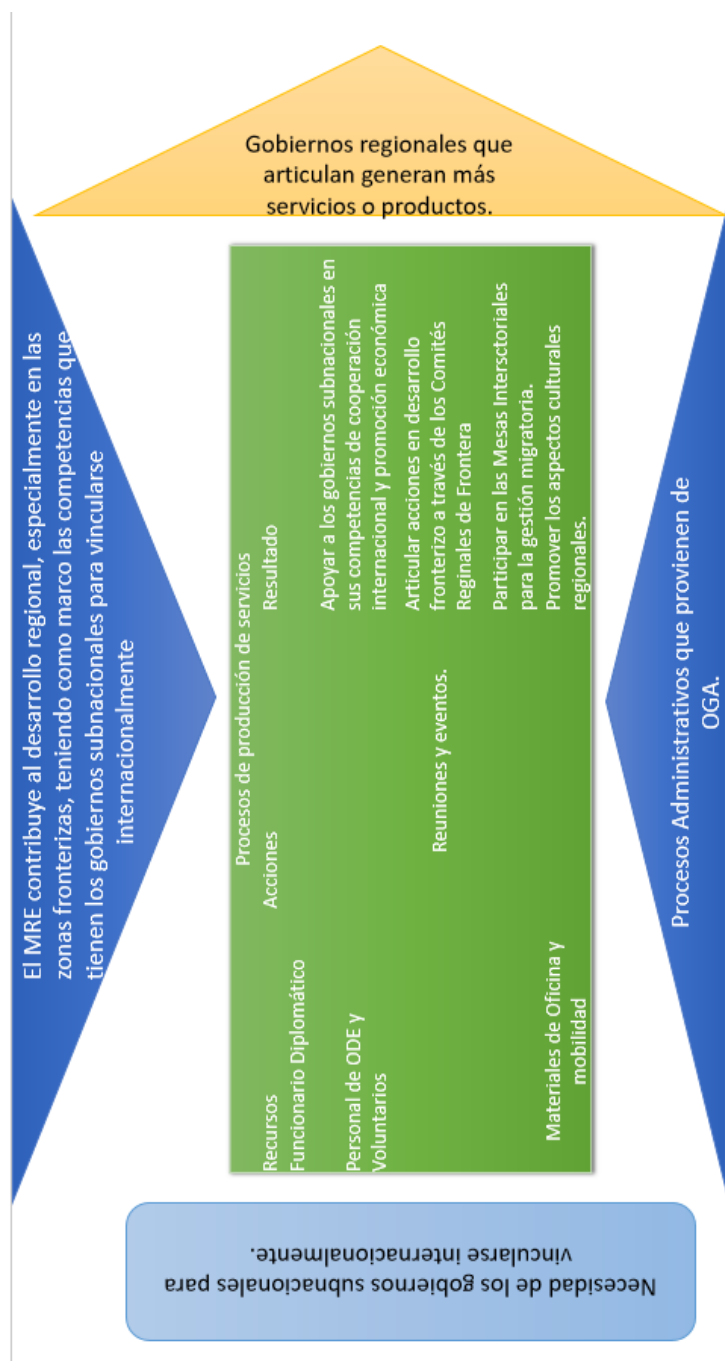 El MRE contribuye al desarrollo regional, especialmente en las
zonas fronterizas, teniendo como marco las competencias que
tienen los gobiernos subnacionales para vincularse
internacionalmente
Necesidad de los gobiernos subnacionales para
vincularse internacionalmente.
Procesos de producción de servicios
Recursos
Acciones
Resultado
Funcionario Diplomático
Personal de ODE y
Voluntarios
Materiales de Oficina y
mobilidad
Reuniones y eventos.
Apoyar a los gobiernos subnacionales en
sus competencias de cooperación
internacional y promoción económica
Articular acciones en desarrollo
fronterizo a través de los Comités
Reginales de Frontera
Participar en las Mesas Intersctoriales
para la gestión migratoria.
Promover los aspectos culturales
regionales.
Gobiernos regionales que
articulan generan más
servicios o productos.
Procesos Administrativos que provienen de
OGA.